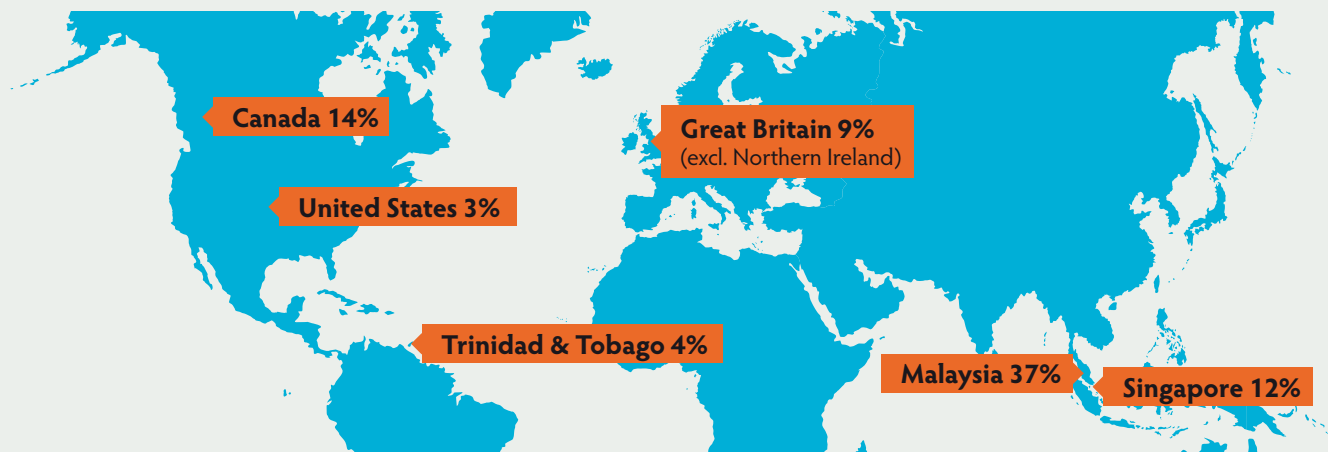 Canada 14%
Great Britain 9%
(excl. Northern Ireland)
United States 3%
Trinidad & Tobago 4%
Malaysia 37%
Singapore 12%